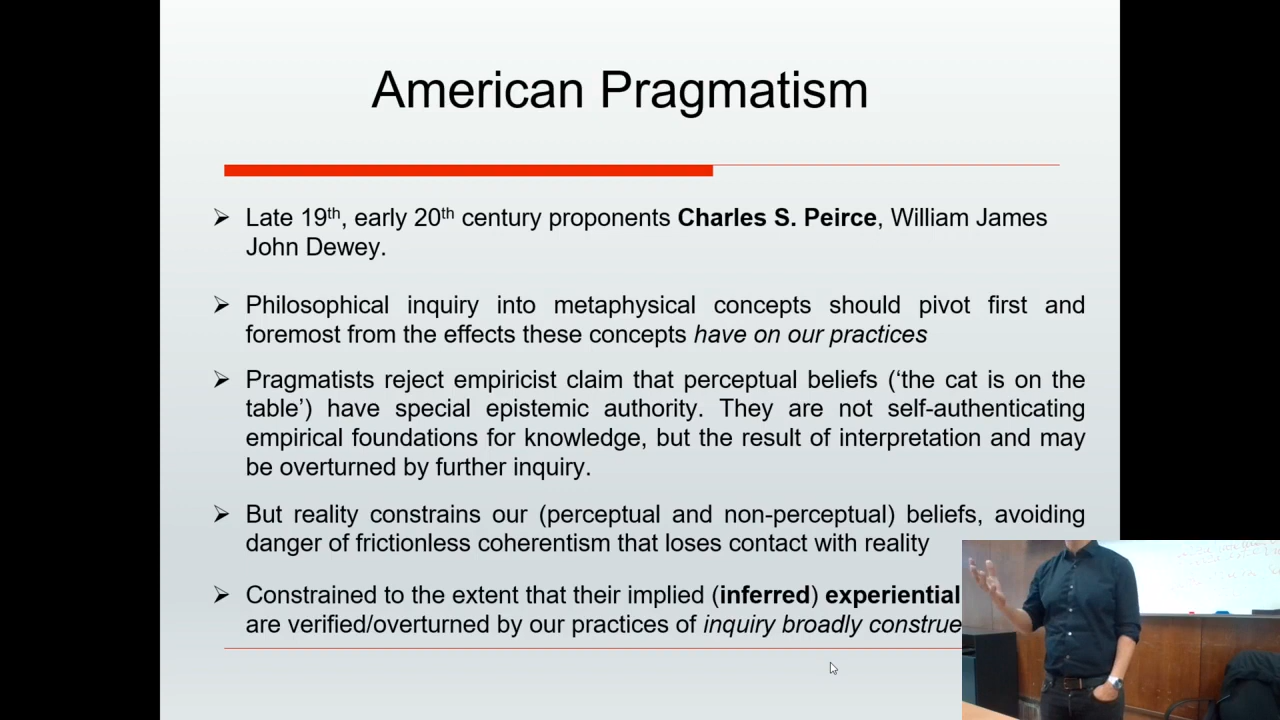 American Pragmatism
➢ Late 19th, early 20th century proponents Charles S. Peirce, William James
John Dewey.
➢ Philosophical inquiry into metaphysical concepts should pivot first and
foremost from the effects these concepts have on our practices
➢ Pragmatists reject empiricist claim that perceptual beliefs (‘the cat is on the
table’) have special epistemic authority. They are not self-authenticating
empirical foundations for knowledge, but the result of interpretation and may
be overturned by further inquiry.
➢ But reality constrains our (perceptual and non-perceptual) beliefs, avoiding
danger of frictionless coherentism that loses contact with reality
➢ Constrained to the extent that their implied (inferred) experiential
are verified/overturned by our practices of inquiry broadly construe